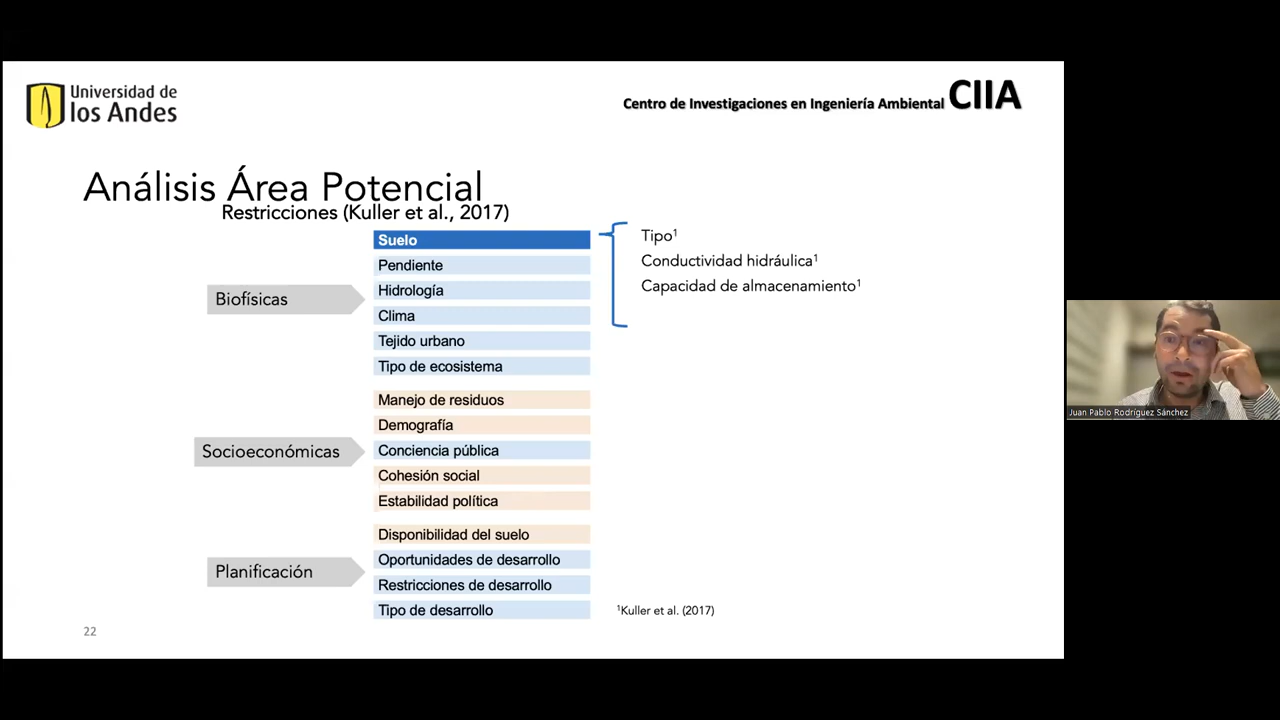 Universidad de
los Andes
Centro de Investigaciones en Ingeniería Ambiental CIIA
Análisis Área Potencial
Restricciones (Kuller et al., 2017)
Biofísicas
Suelo
Pendiente
Hidrología
Clima
Tejido urbano
Tipo de ecosistema
Tipo¹
Conductividad hidráulica¹
Capacidad de almacenamiento¹
Socioeconómicas
Manejo de residuos
Demografía
Conciencia pública
Cohesión social
Estabilidad política
Planificación
Disponibilidad del suelo
Oportunidades de desarrollo
Restricciones de desarrollo
Tipo de desarrollo
¹Kuller et al. (2017)
22
Juan Pablo Rodríguez Sánchez